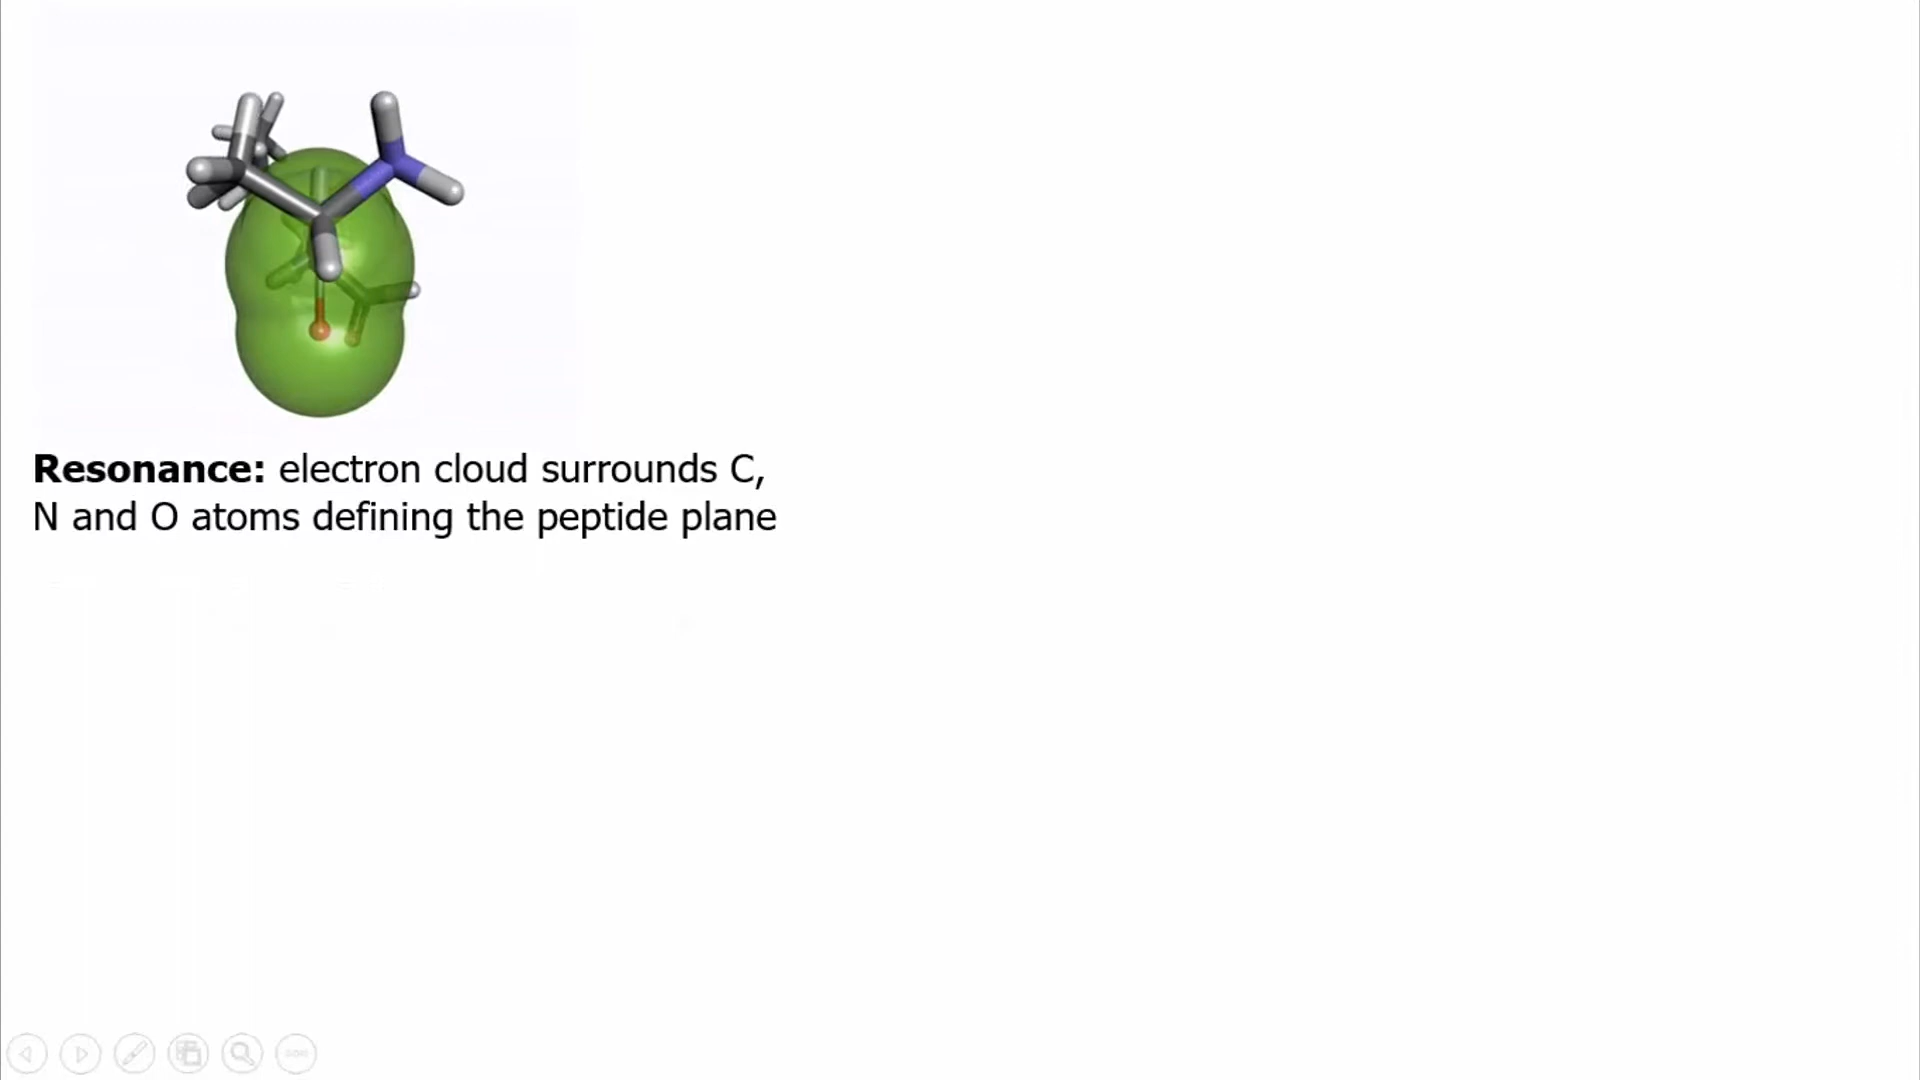 Resonance: electron cloud surrounds C,
N and O atoms defining the peptide plane